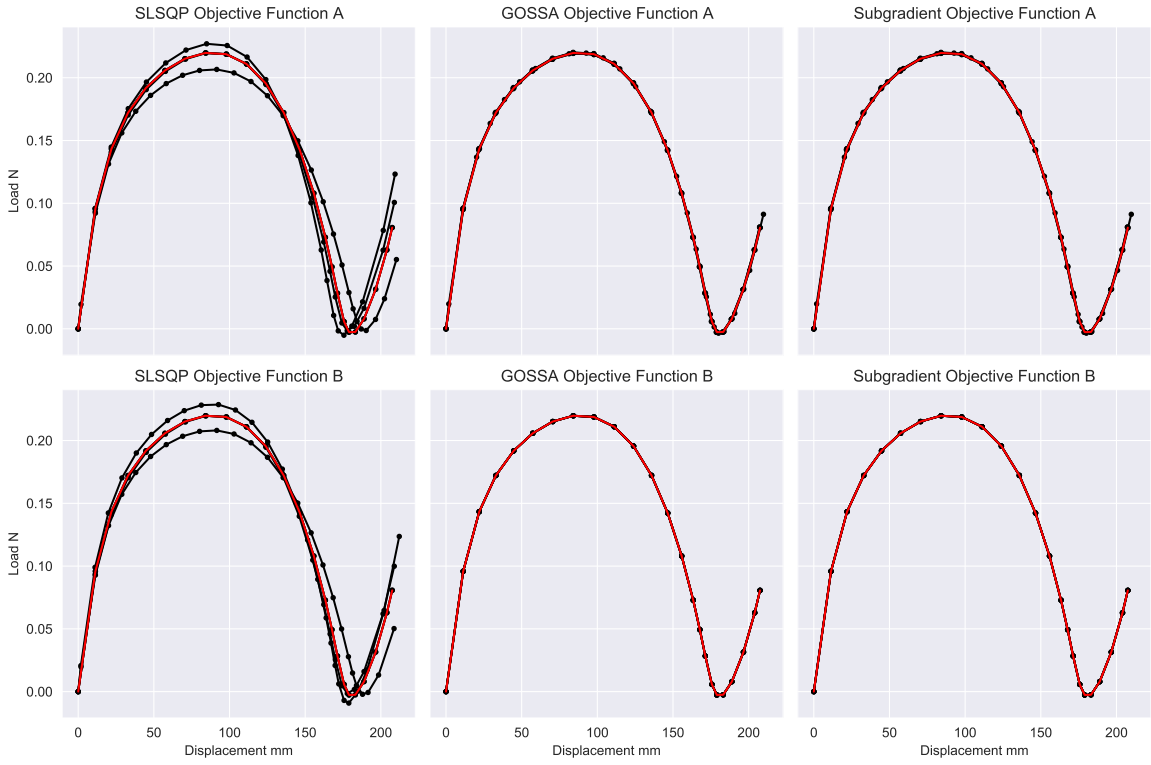 SLSQP Objective Function A
GOSSA Objective Function A
Subgradient Objective Function A
0.20
0.15
0.10
0.05
0.00
Load N
SLSQP Objective Function B
GOSSA Objective Function B
Subgradient Objective Function B
0.20
0.15
0.10
0.05
0.00
Load N
0 50 100 150 200
0 50 100 150 200
0 50 100 150 200
Displacement mm
Displacement mm
Displacement mm